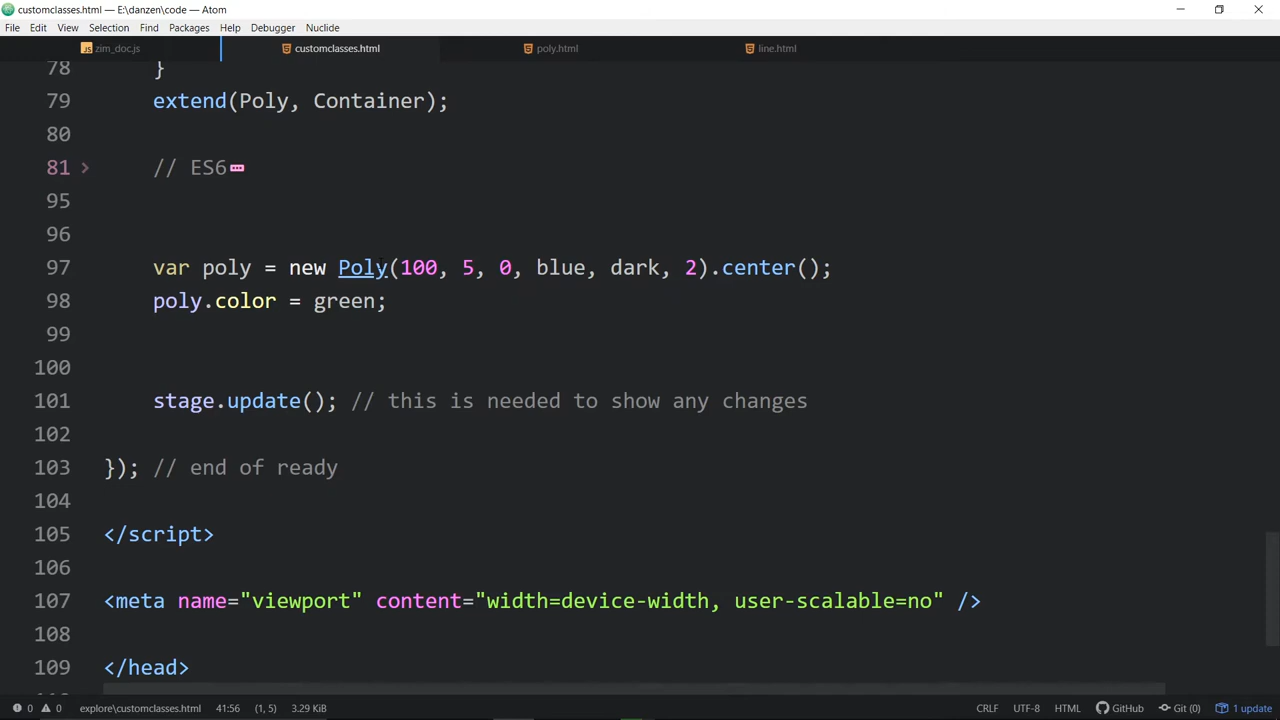 customclasses.html — E:\danzen\code — Atom
File Edit View Selection Find Packages Help Debugger Nuclide
zim_doc.js customclasses.html poly.html line.html
78 }
79 extend(Poly, Container);
80
81 // ES6
95
96
97 var poly = new Poly(100, 5, 0, blue, dark, 2).center();
98 poly.color = green;
99
100
101 stage.update(); // this is needed to show any changes
102
103 }); // end of ready
104
105 </script>
106
107 <meta name="viewport" content="width=device-width, user-scalable=no" />
108
109 </head>
0 0 explore\customclasses.html 41:56 (1, 5) 3.29 KiB CRLF UTF-8 HTML GitHub Git (0) 1 update